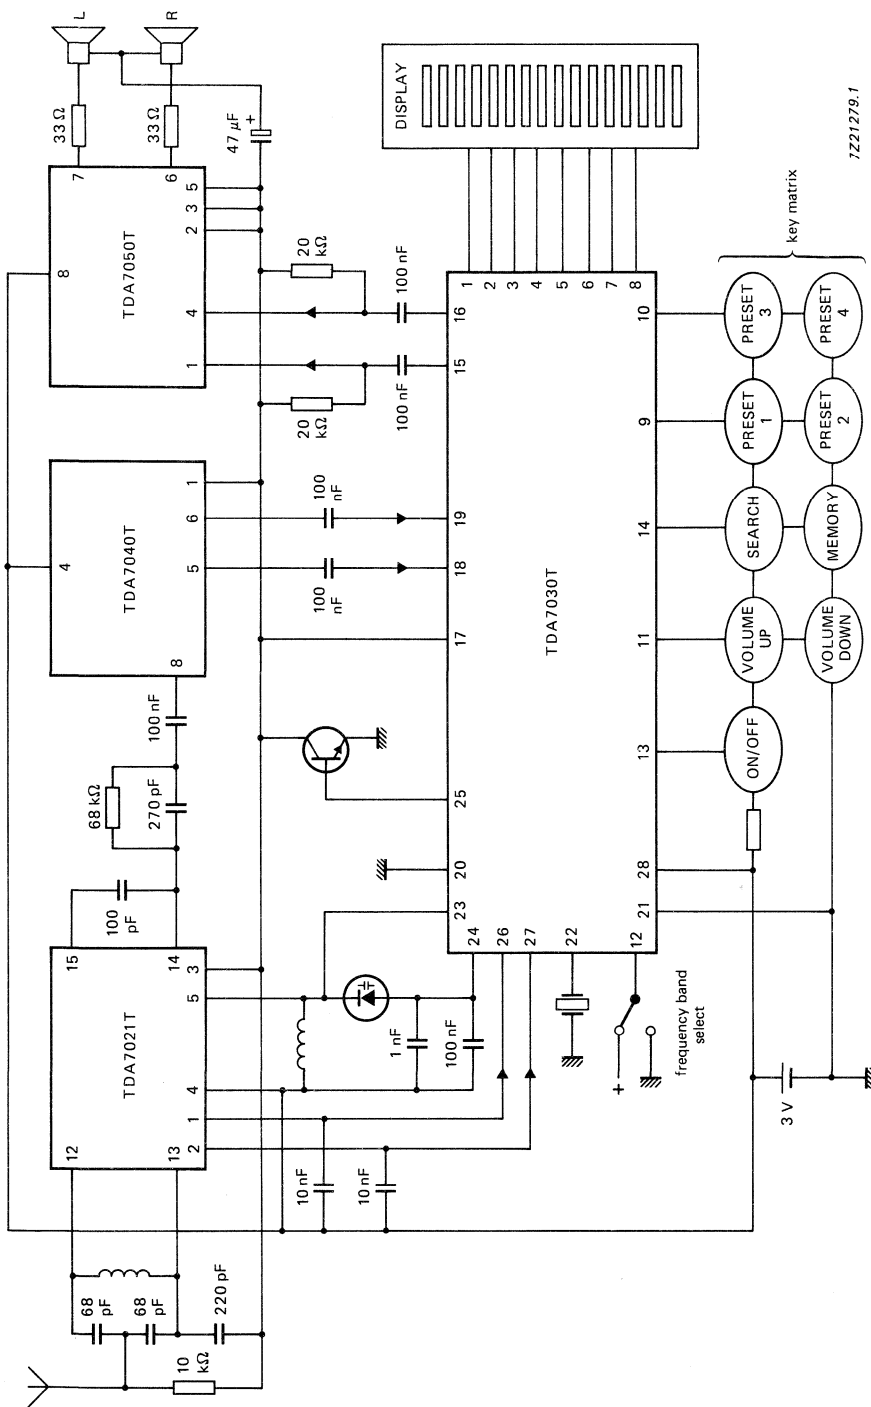 L
R
33 Ω
33 Ω
47 µF
+
7
6
5
3
2
8
TDA7050T
4
1
20
kΩ
20
kΩ
100 nF
100 nF
4
TDA7040T
1
6
5
8
100
nF
100
nF
100 nF
68 kΩ
270 pF
100
pF
15
14
3
5
TDA7021T
4
1
2
12
13
1 nF
100 nF
10 nF
10 nF
68
pF
68
pF
220 pF
10
kΩ
DISPLAY
1
2
3
4
5
6
7
8
16
15
19
18
17
25
20
23
24
26
27
22
12
TDA7030T
10
9
14
11
13
28
21
+
frequency band
select
3 V
PRESET
3
PRESET
4
PRESET
1
PRESET
2
SEARCH
MEMORY
VOLUME
UP
VOLUME
DOWN
ON/OFF
key matrix
7Z21279.1